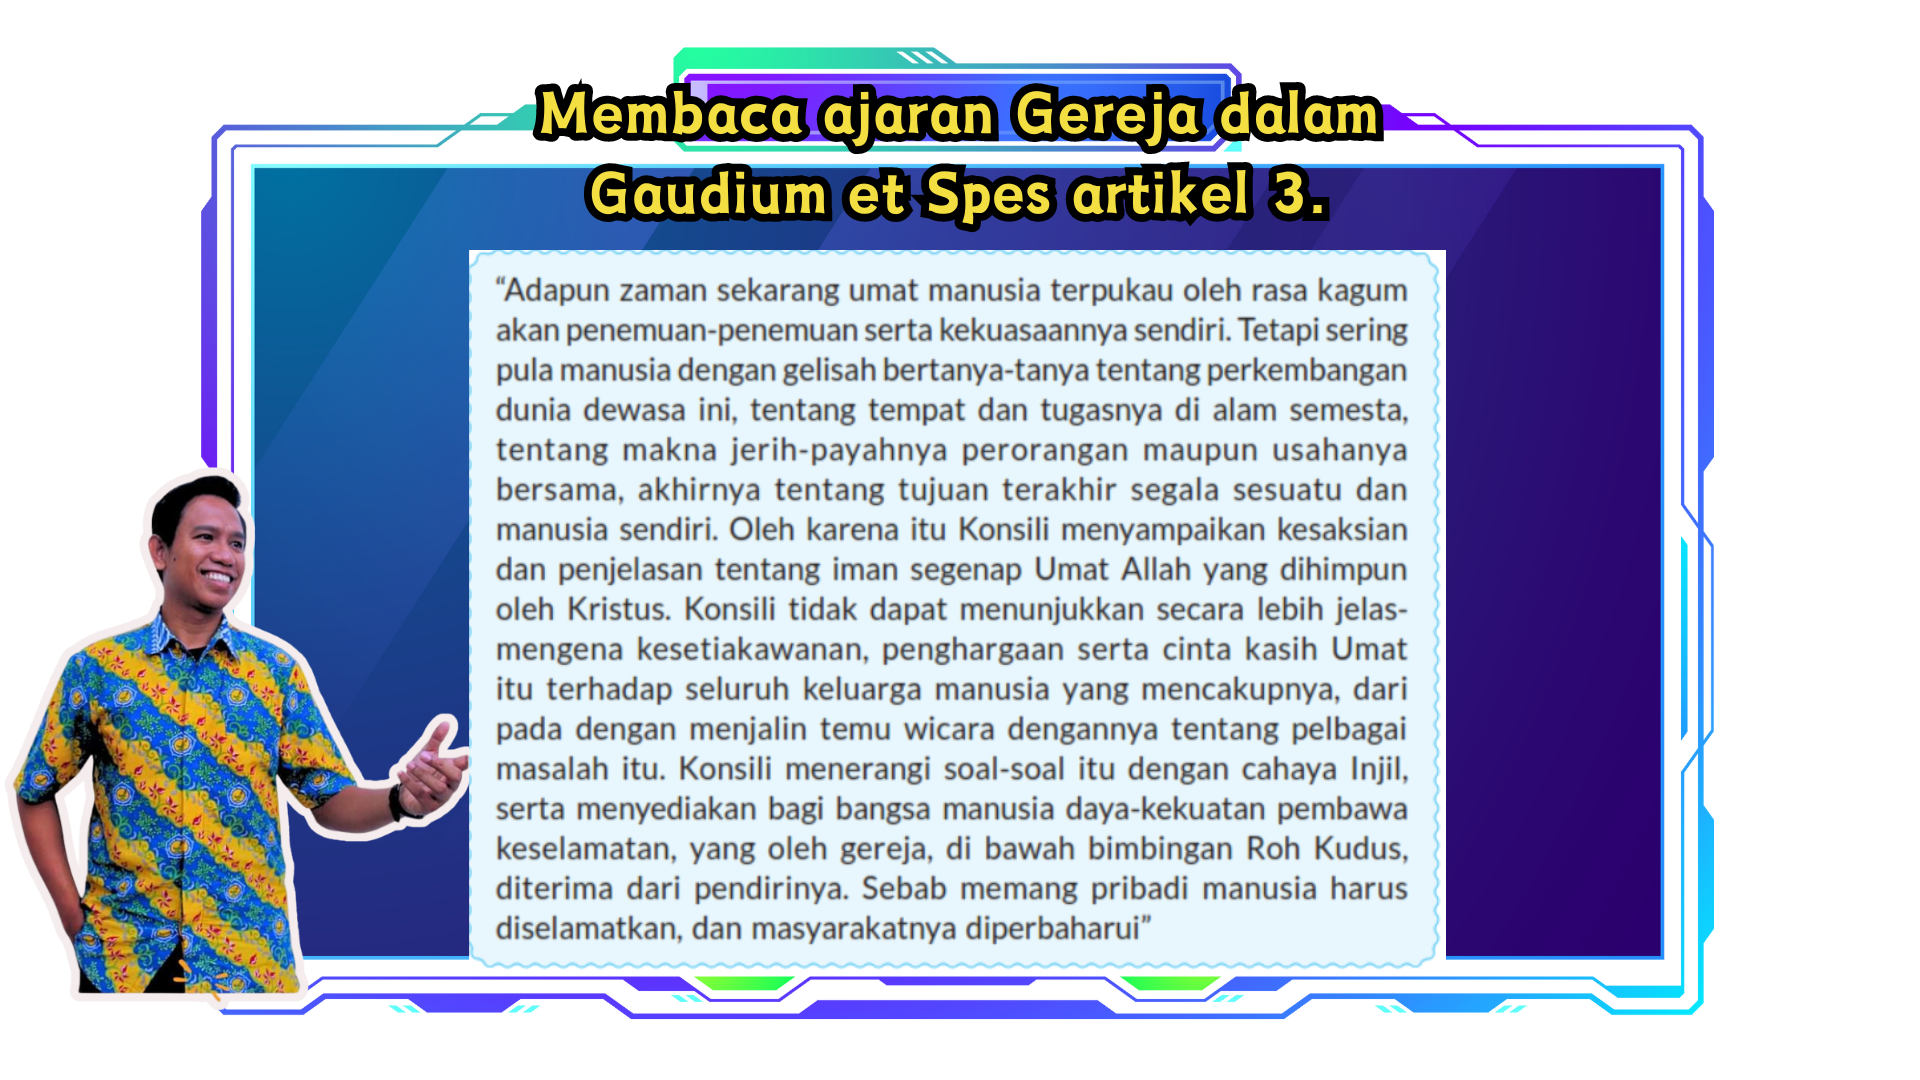 Membaca ajaran Gereja dalam
Gaudium et Spes artikel 3.
“Adapun zaman sekarang umat manusia terpukau oleh rasa kagum
akan penemuan-penemuan serta kekuasaannya sendiri. Tetapi sering
pula manusia dengan gelisah bertanya-tanya tentang perkembangan
dunia dewasa ini, tentang tempat dan tugasnya di alam semesta,
tentang makna jerih-payahnya perorangan maupun usahanya
bersama, akhirnya tentang tujuan terakhir segala sesuatu dan
manusia sendiri. Oleh karena itu Konsili menyampaikan kesaksian
dan penjelasan tentang iman segenap Umat Allah yang dihimpun
oleh Kristus. Konsili tidak dapat menunjukkan secara lebih jelas-
mengena kesetiakawanan, penghargaan serta cinta kasih Umat
itu terhadap seluruh keluarga manusia yang mencakupnya, dari
pada dengan menjalin temu wicara dengannya tentang pelbagai
masalah itu. Konsili menerangi soal-soal itu dengan cahaya Injil,
serta menyediakan bagi bangsa manusia daya-kekuatan pembawa
keselamatan, yang oleh gereja, di bawah bimbingan Roh Kudus,
diterima dari pendirinya. Sebab memang pribadi manusia harus
diselamatkan, dan masyarakatnya diperbaharui”